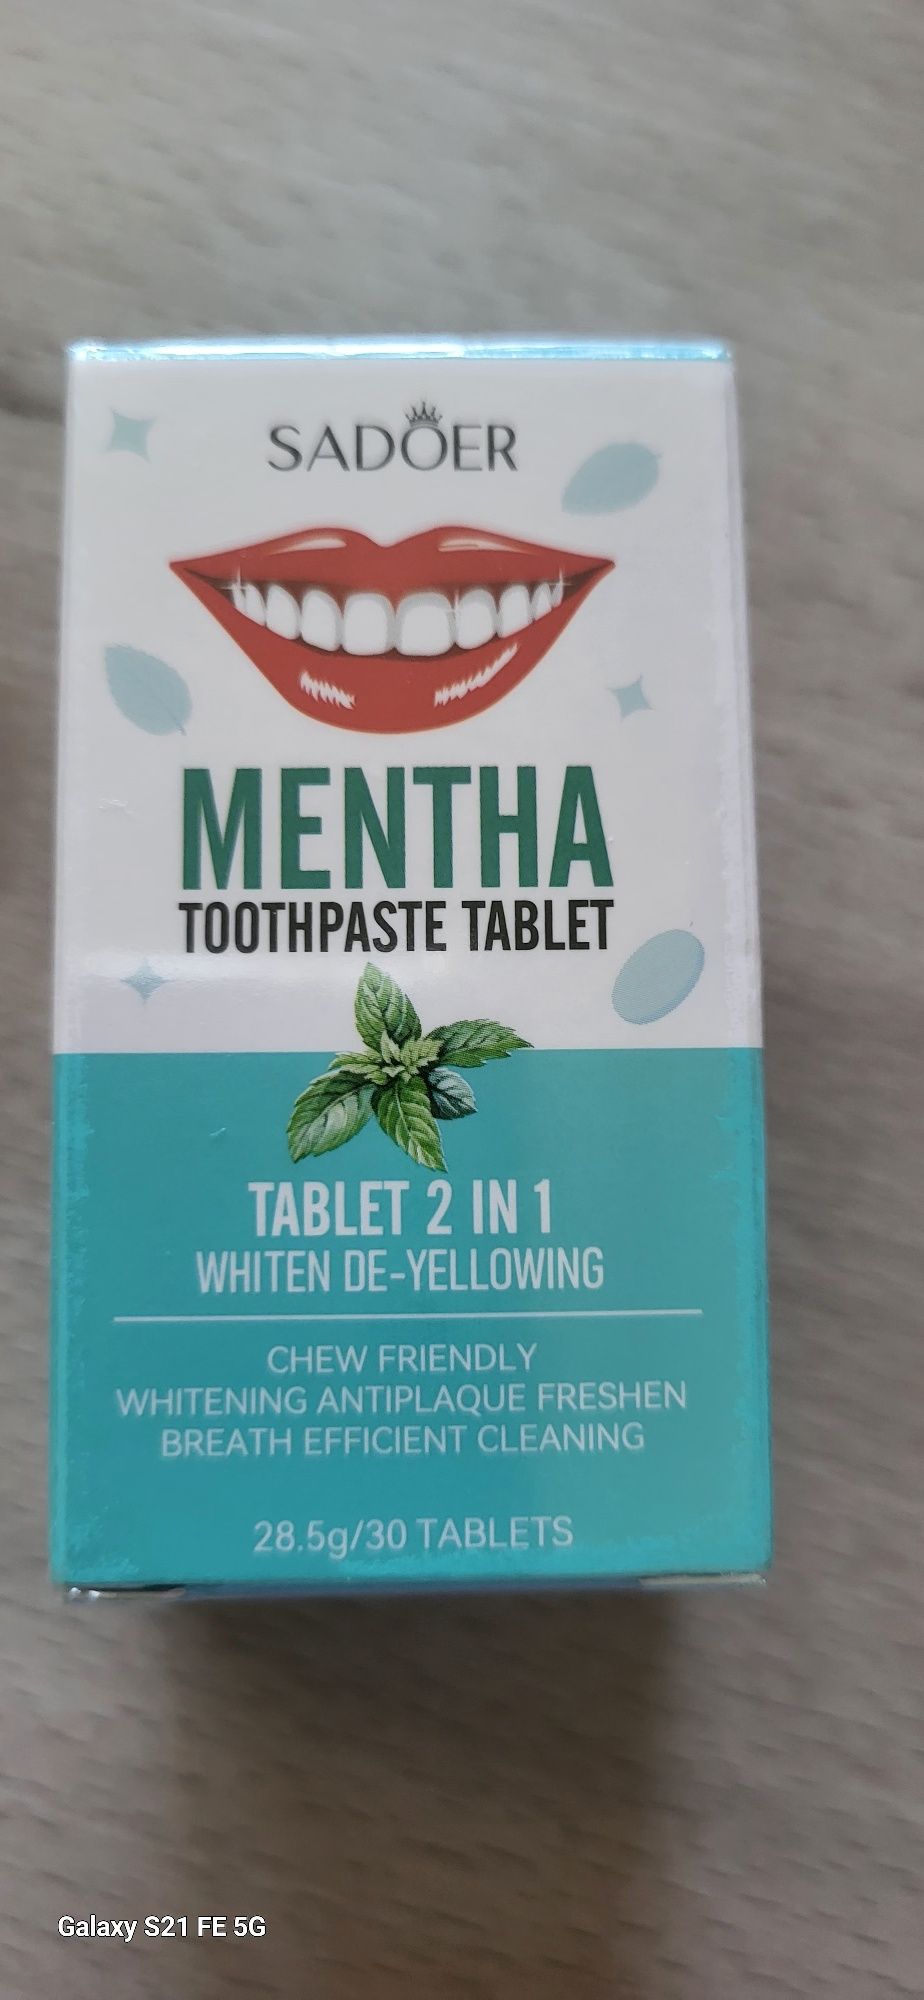 SADOER
MENTHA
TOOTHPASTE TABLET
TABLET 2 IN 1
WHITEN DE-YELLOWING
CHEW FRIENDLY
WHITENING ANTIPLAQUE FRESHEN
BREATH EFFICIENT CLEANING
28.5g/30 TABLETS
Galaxy S21 FE 5G